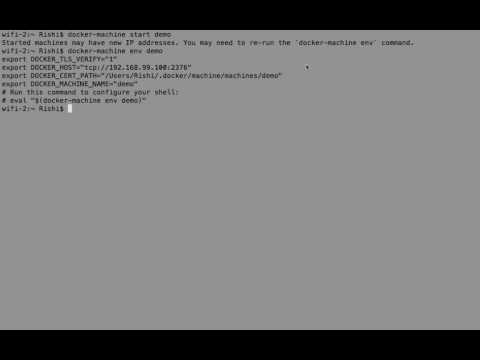 wifi-2:~ Rishi$ docker-machine start demo
Started machines may have new IP addresses. You may need to re-run the `docker-machine env` command.
wifi-2:~ Rishi$ docker-machine env demo
export DOCKER_TLS_VERIFY="1"
export DOCKER_HOST="tcp://192.168.99.100:2376"
export DOCKER_CERT_PATH="/Users/Rishi/.docker/machine/machines/demo"
export DOCKER_MACHINE_NAME="demo"
# Run this command to configure your shell:
# eval "$(docker-machine env demo)"
wifi-2:~ Rishi$